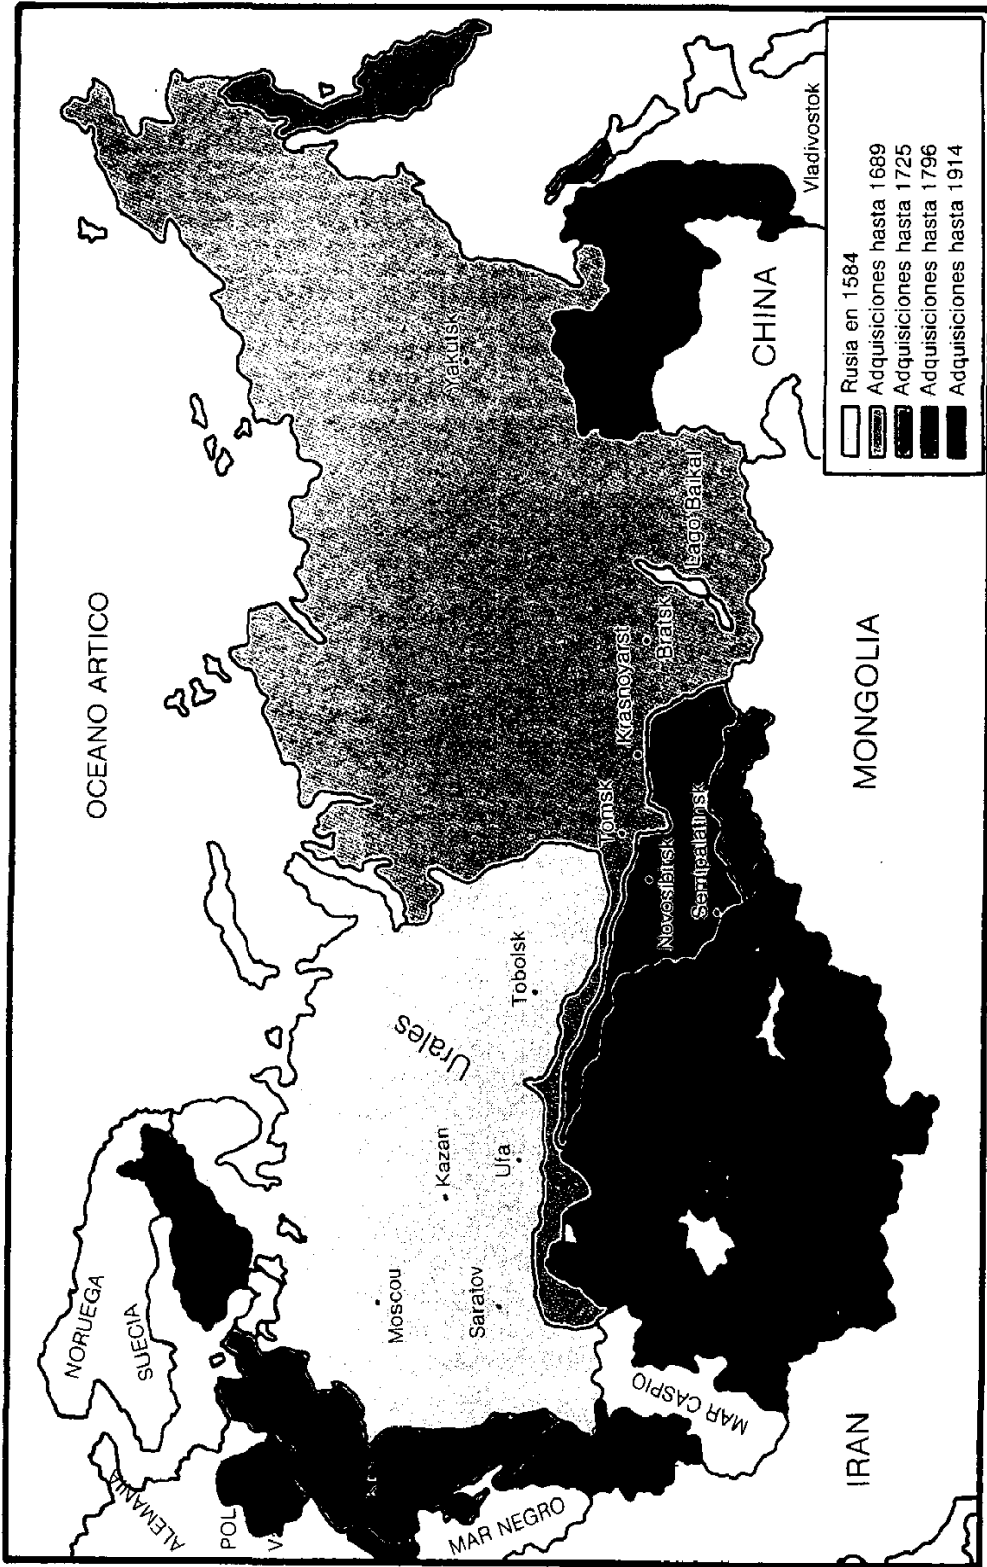 OCEANO ARTICO
NORUEGA
SUECIA
ALEMANIA
POL
V
Moscou
Kazan
Urales
Saratov
Ufa
Tobolsk
Yakutsk
Tomsk
Krasnoyarst
Bratsk
Lago Baikal
Novosibirsk
Semipalatinsk
MAR NEGRO
MAR CASPIO
IRAN
MONGOLIA
CHINA
Vladivostok
Rusia en 1584
Adquisiciones hasta 1689
Adquisiciones hasta 1725
Adquisiciones hasta 1796
Adquisiciones hasta 1914